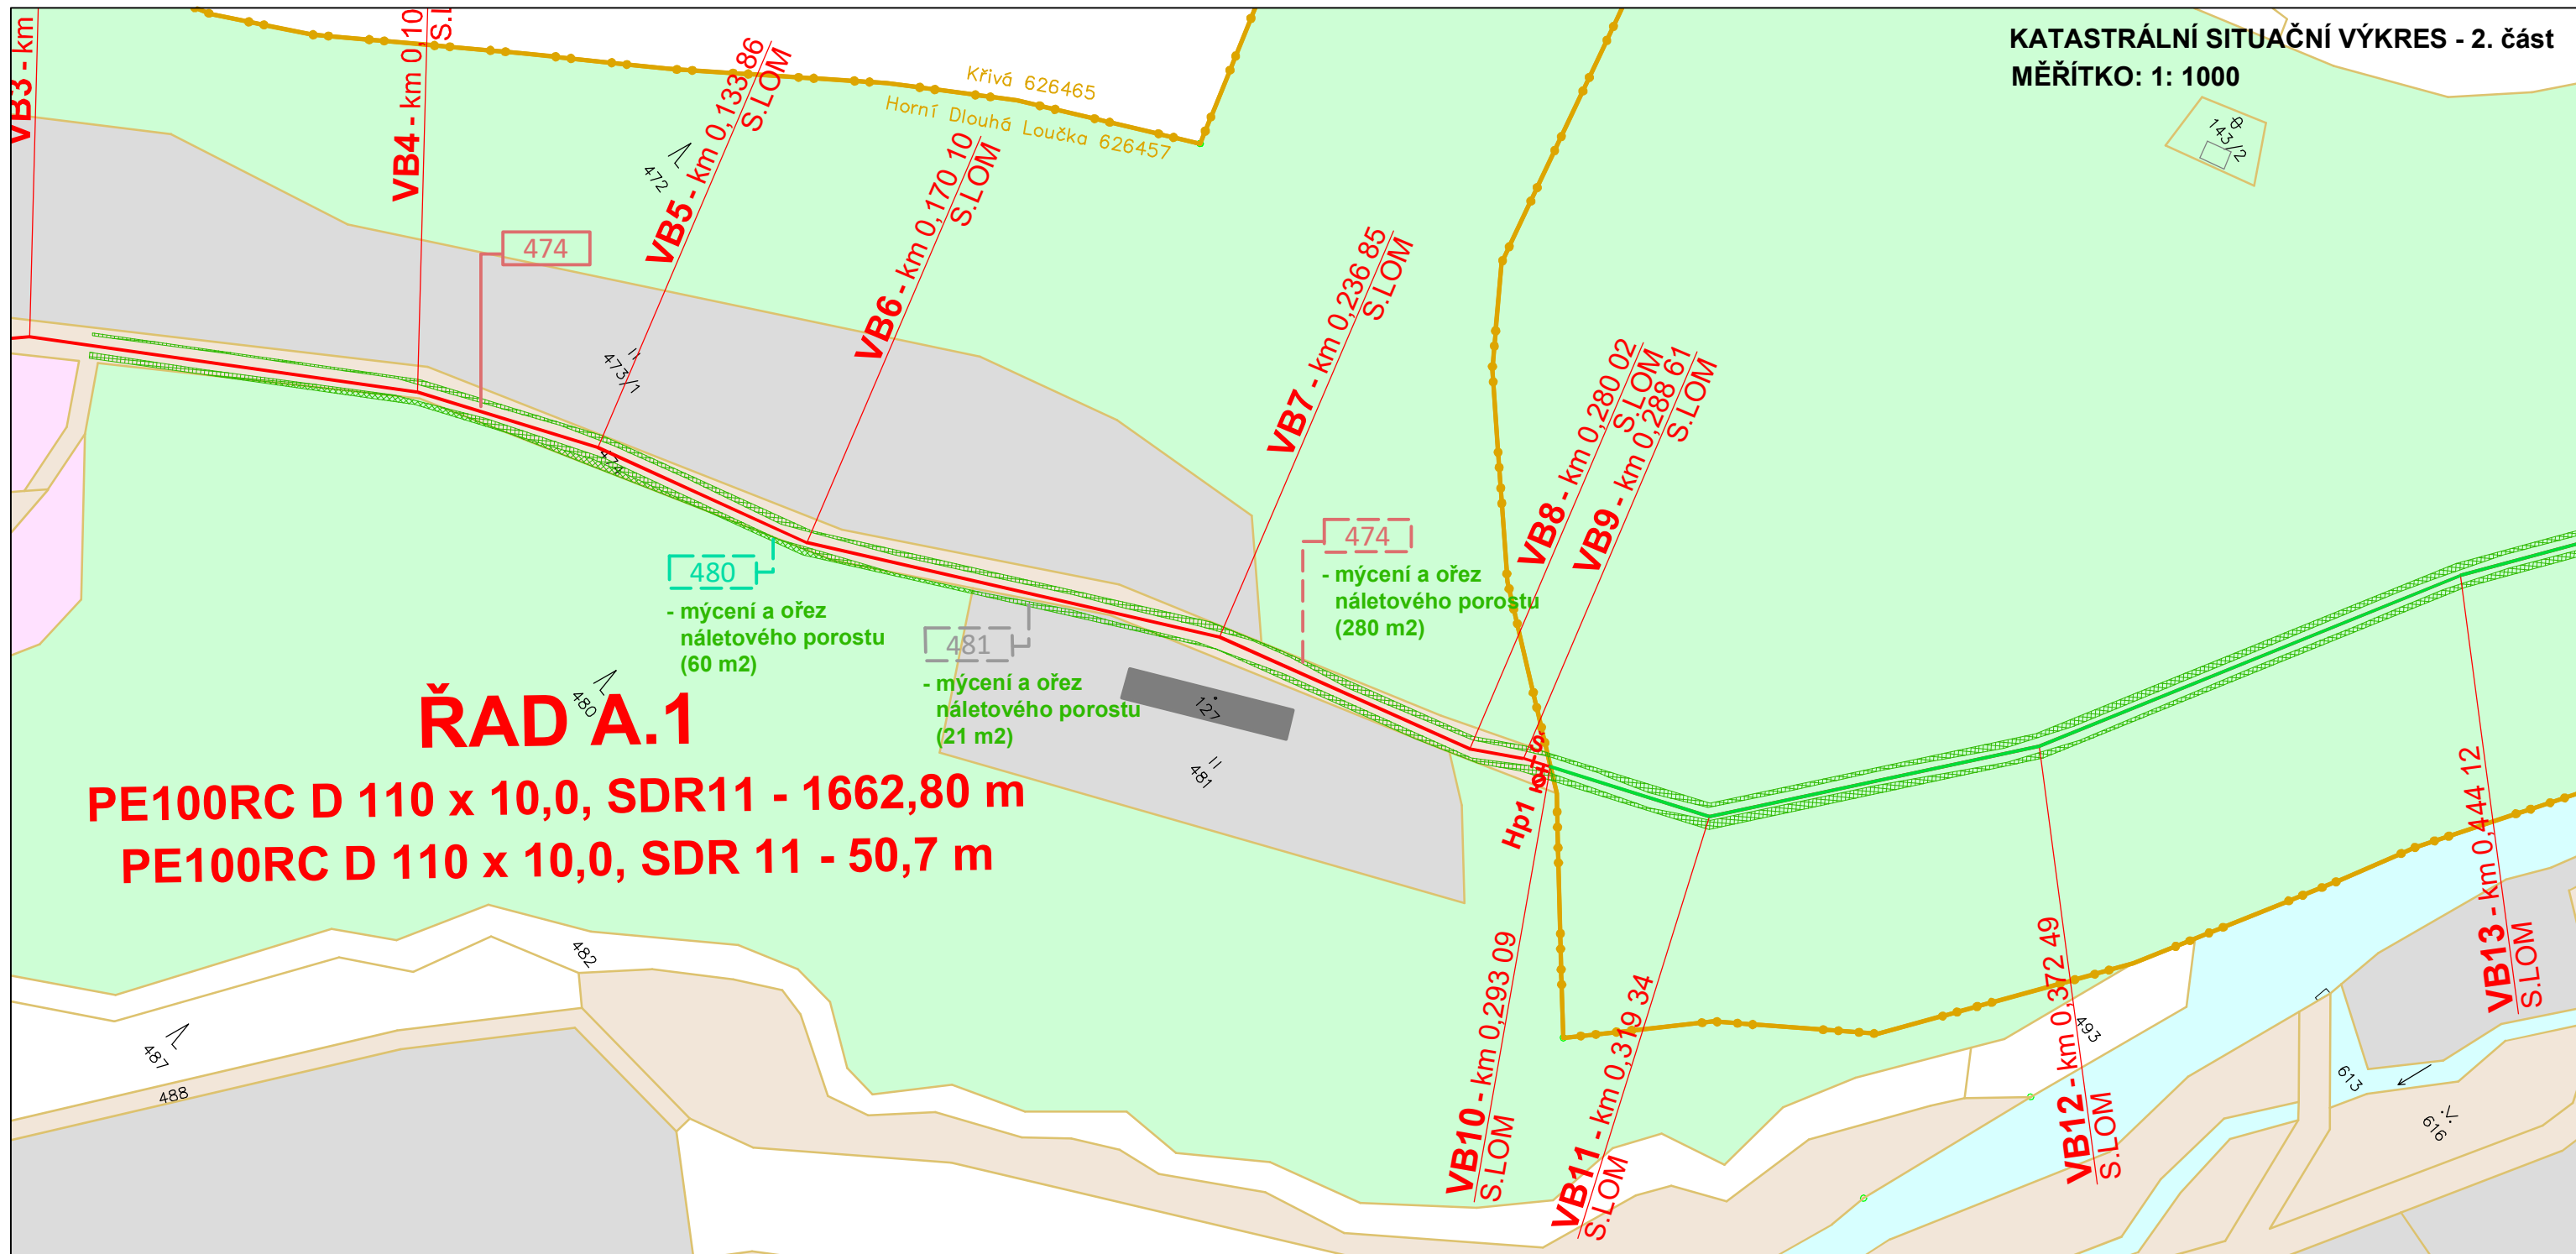 KATASTRÁLNÍ SITUAČNÍ VÝKRES - 2. část
MĚŘÍTKO: 1: 1000
VB3 - km
VB4 - km 0,10
VB5 - km 0,133 86
S.LOM
VB6 - km 0,170 10
S.LOM
VB7 - km 0,236 85
S.LOM
VB8 - km 0,280 02
S.LOM
VB9 - km 0,288 61
S.LOM
Křivá 626465
Horní Dlouhá Loučka 626457
143/2
472
474
473/1
474
480
- mýcení a ořez
náletového porostu
(60 m2)
481
- mýcení a ořez
náletového porostu
(21 m2)
474
- mýcení a ořez
náletového porostu
(280 m2)
127
480
481
ŘAD A.1
PE100RC D 110 x 10,0, SDR11 - 1662,80 m
PE100RC D 110 x 10,0, SDR 11 - 50,7 m
Hp1
VB10 - km 0,293 09
S.LOM
VB11 - km 0,319 34
S.LOM
VB12 - km 0,372 49
S.LOM
VB13 - km 0,444 12
S.LOM
482
487
488
493
613
616